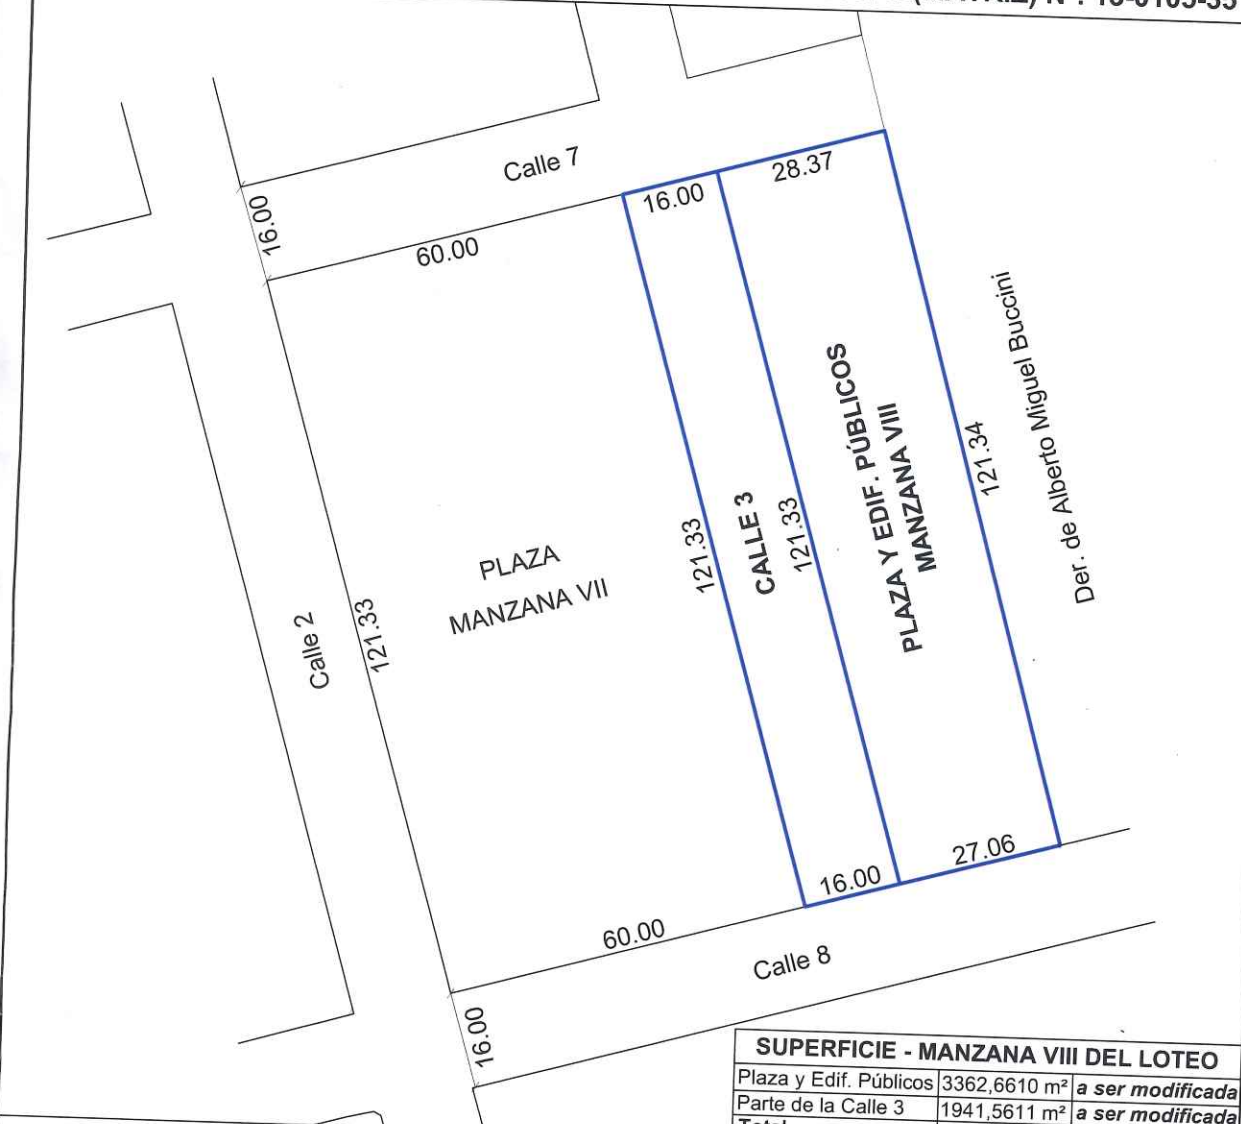 Calle 7
28.37
16.00
16.00
60.00
Der. de Alberto Miguel Buccini
PLAZA Y EDIF. PÚBLICOS
MANZANA VIII
121.34
CALLE 3
121.33
121.33
PLAZA
MANZANA VII
Calle 2
121.33
27.06
16.00
60.00
Calle 8
16.00
SUPERFICIE - MANZANA VIII DEL LOTEO
Plaza y Edif. Públicos 3362,6610 m² a ser modificada
Parte de la Calle 3 1941,5611 m² a ser modificada